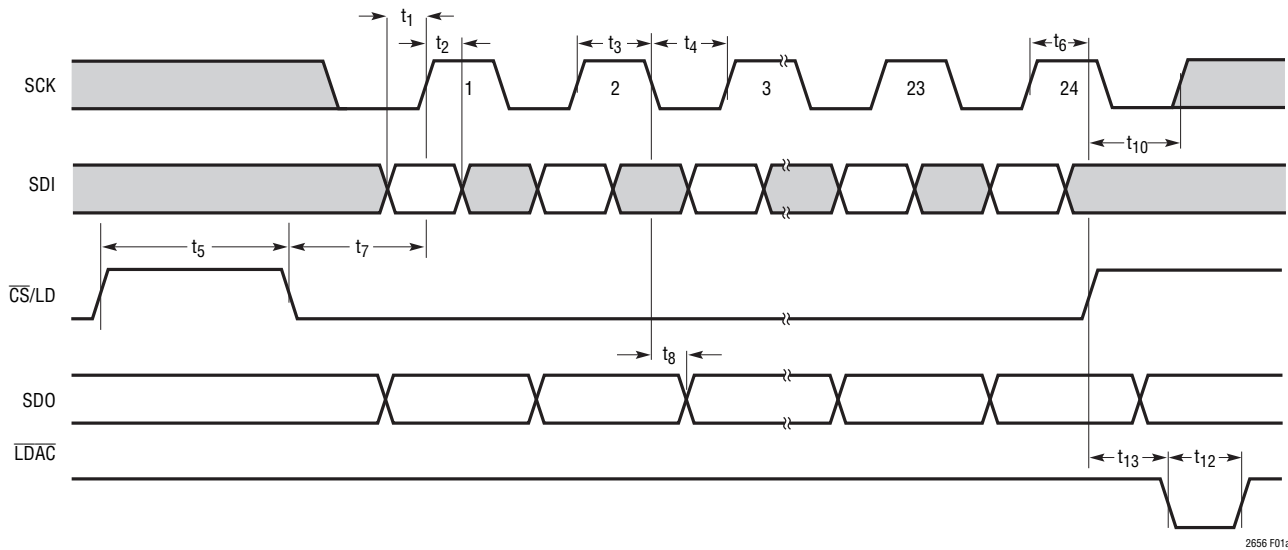 t1
t2 t3 t4 t6
SCK 1 2 3 23 24
t10
SDI
t5 t7
CS/LD
t8
SDO
LDAC
t13 t12
2656 F01a